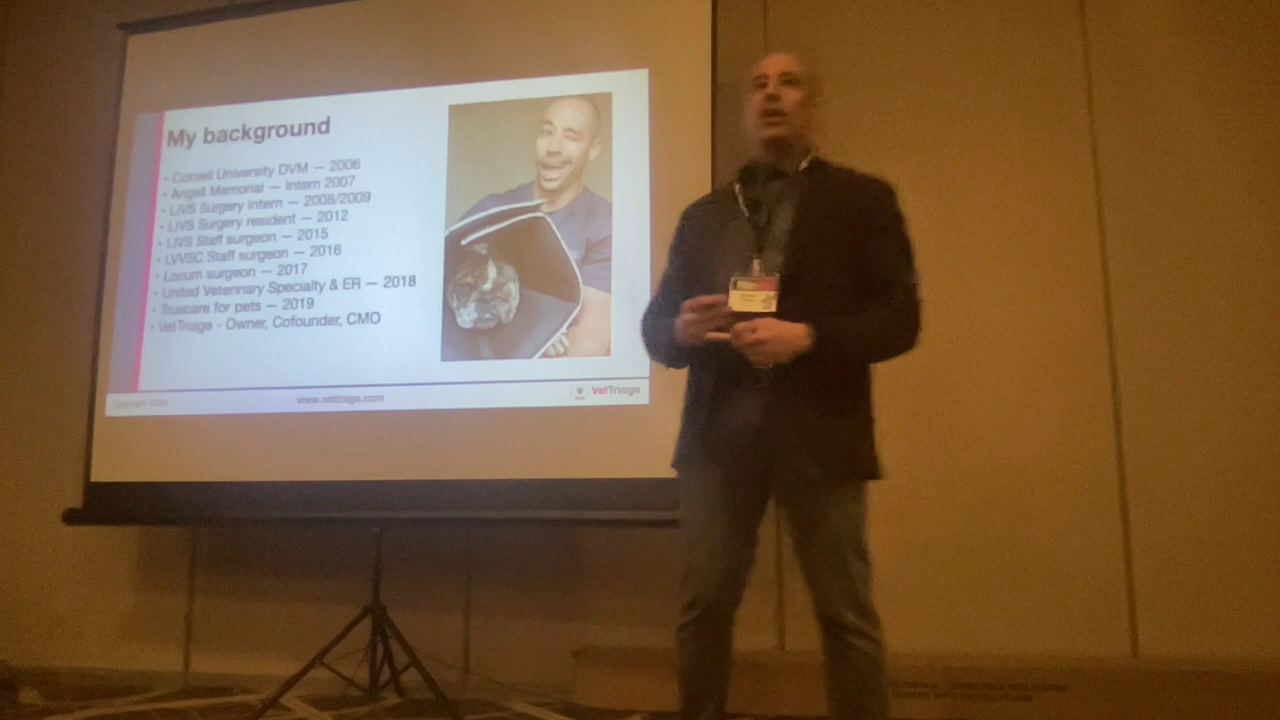 My background
• Cornell University DVM — 2006
• Angell Memorial — Intern 2007
• LIVS Surgery intern — 2008/2009
• LIVS Surgery resident — 2012
• LIVS Staff surgeon — 2015
• LVVSC Staff surgeon — 2016
• Locum surgeon — 2017
• United Veterinary Specialty & ER — 2018
• Truecare for pets — 2019
• VetTriage - Owner, Cofounder, CMO
www.vettriage.com
VetTriage